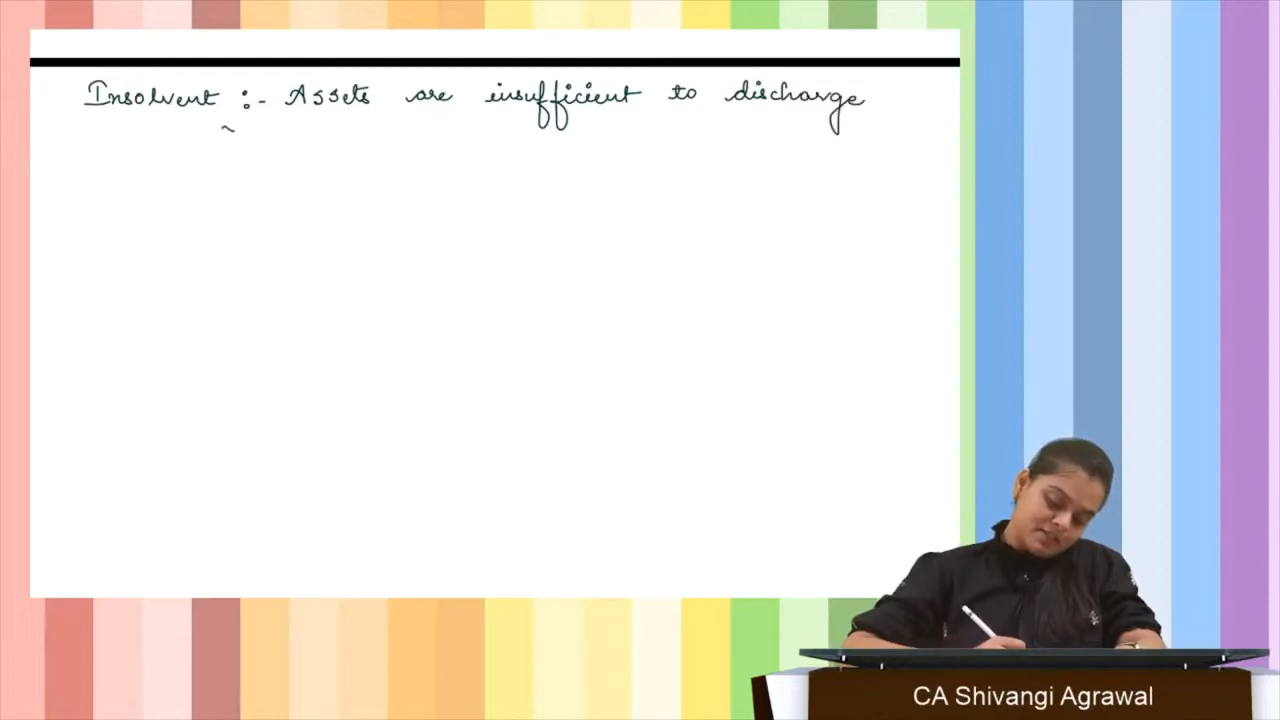 Insolvent :- Assets are insufficient to discharge
CA Shivangi Agrawal